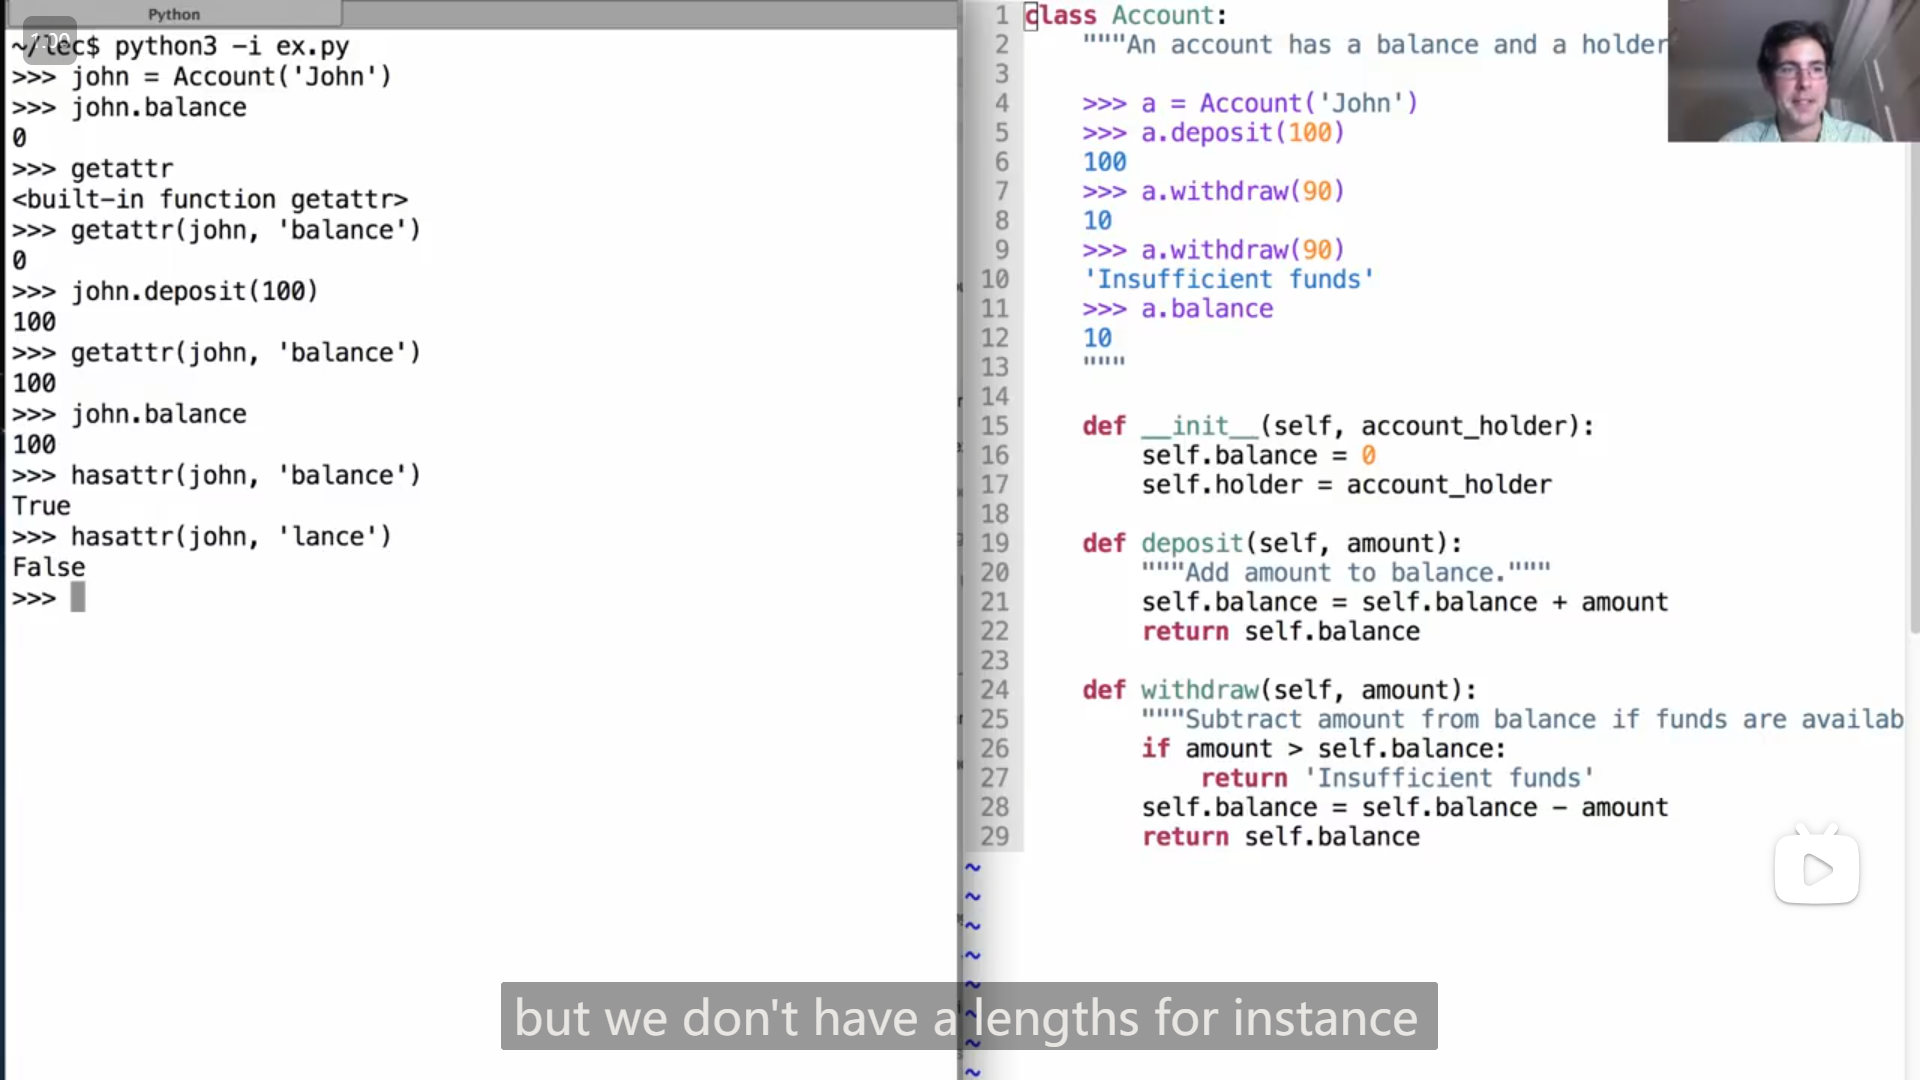 Python
1.00
~/lec$ python3 -i ex.py
>>> john = Account('John')
>>> john.balance
0
>>> getattr
<built-in function getattr>
>>> getattr(john, 'balance')
0
>>> john.deposit(100)
100
>>> getattr(john, 'balance')
100
>>> john.balance
100
>>> hasattr(john, 'balance')
True
>>> hasattr(john, 'lance')
False
>>>
1 class Account:
2     """An account has a balance and a holder
3
4     >>> a = Account('John')
5     >>> a.deposit(100)
6     100
7     >>> a.withdraw(90)
8     10
9     >>> a.withdraw(90)
10     'Insufficient funds'
11     >>> a.balance
12     10
13     """
14
15     def __init__(self, account_holder):
16         self.balance = 0
17         self.holder = account_holder
18
19     def deposit(self, amount):
20         """Add amount to balance."""
21         self.balance = self.balance + amount
22         return self.balance
23
24     def withdraw(self, amount):
25         """Subtract amount from balance if funds are availab
26         if amount > self.balance:
27             return 'Insufficient funds'
28         self.balance = self.balance - amount
29         return self.balance
~
~
~
~
~
~
~
~
but we don't have a lengths for instance